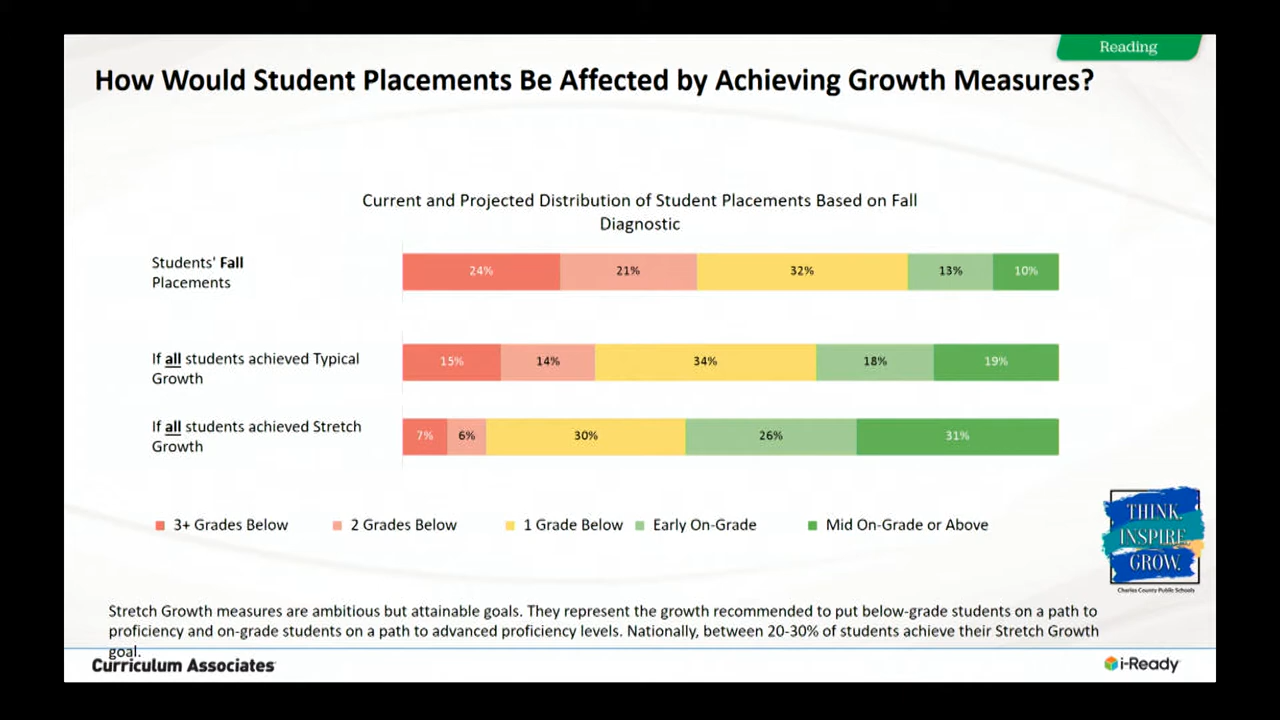 Reading
How Would Student Placements Be Affected by Achieving Growth Measures?
Current and Projected Distribution of Student Placements Based on Fall
Diagnostic
Students' Fall
Placements
24% 21% 32% 13% 10%
If all students achieved Typical
Growth
15% 14% 34% 18% 19%
If all students achieved Stretch
Growth
7% 6% 30% 26% 31%
3+ Grades Below 2 Grades Below 1 Grade Below Early On-Grade Mid On-Grade or Above
THINK.
INSPIRE.
GROW.
Charles County Public Schools
Stretch Growth measures are ambitious but attainable goals. They represent the growth recommended to put below-grade students on a path to
proficiency and on-grade students on a path to advanced proficiency levels. Nationally, between 20-30% of students achieve their Stretch Growth
goal.
Curriculum Associates
i-Ready